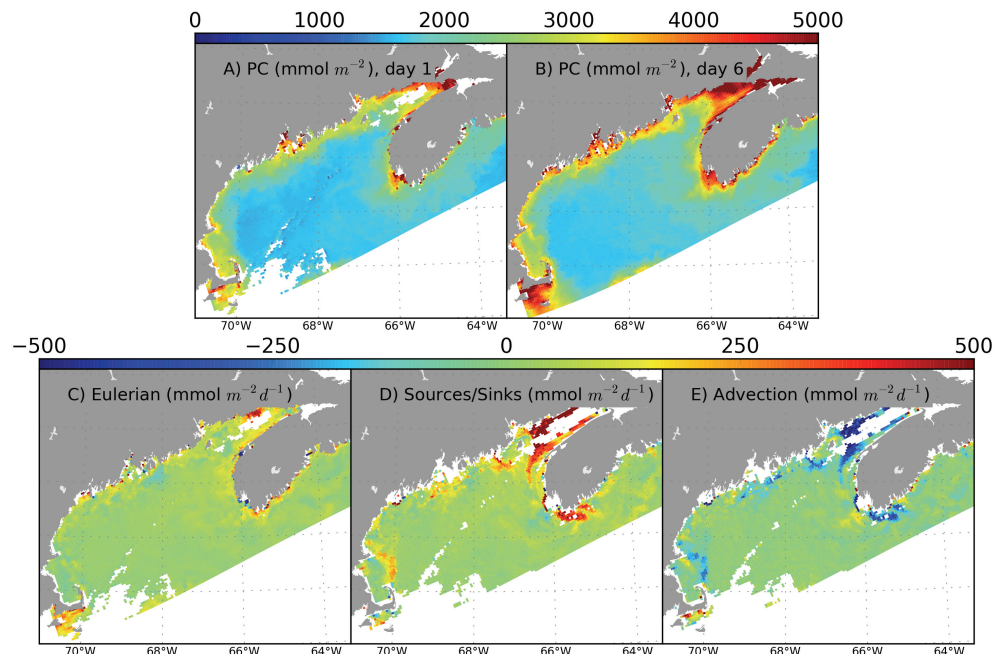 0 1000 2000 3000 4000 5000
A) PC (mmol m⁻²), day 1 B) PC (mmol m⁻²), day 6
70°W 68°W 66°W 64°W 70°W 68°W 66°W 64°W
−500 −250 0 250 500
C) Eulerian (mmol m⁻²d⁻¹) D) Sources/Sinks (mmol m⁻²d⁻¹) E) Advection (mmol m⁻²d⁻¹)
70°W 68°W 66°W 64°W 70°W 68°W 66°W 64°W 70°W 68°W 66°W 64°W